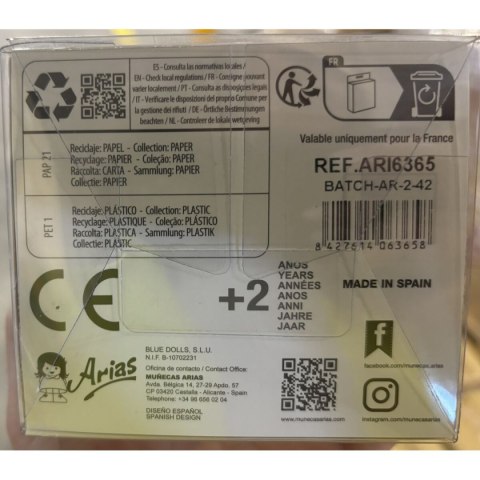 ES - Consulta las normativas locales /
EN - Check local regulations / FR - Consigne pouvant
varier localement / PT - Consulta as disposições legais
/ IT - Verificare le disposizioni del proprio Comune per
la gestione dei rifiuti / DE - Örtliche Bestimmungen
beachten / NL - Controleer de lokale wetgeving
PAP 21
Reciclaje: PAPEL - Collection: PAPER
Recyclage: PAPIER - Coleção: PAPER
Raccolta: CARTA - Sammlung: PAPIER
Collectie: PAPIER
PET 1
Reciclaje: PLÁSTICO - Collection: PLASTIC
Recyclage: PLASTIQUE - Coleção: PLÁSTICO
Raccolta: PLASTICA - Sammlung: PLASTIK
Collectie: PLASTIC
FR
Valable uniquement pour la France
REF.ARI6365
BATCH-AR-2-42
8 427614 063658
CE
+2
AÑOS
YEARS
ANNÉES
ANOS
ANNI
JAHRE
JAAR
MADE IN SPAIN
Arias
BLUE DOLLS, S.L.U.
N.I.F. B-10702231
Oficina de contacto / Contact Office:
MUÑECAS ARIAS
Avda. Bélgica 14, 27-29 Apdo. 57
CP 03420 Castalla - Alicante - Spain
Telephone: +34 96 656 02 04
DISEÑO ESPAÑOL
SPANISH DESIGN
www.munecasarias.com
facebook.com/muñecas.arias
instagram.com/munecasarias